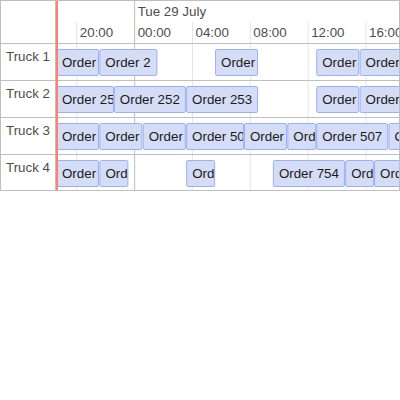 Tue 29 July
20:00 00:00 04:00 08:00 12:00 16:00
Truck 1 Order Order 2 Order Order Order
Truck 2 Order 25 Order 252 Order 253 Order Order
Truck 3 Order Order Order Order 50 Order Ord Order 507
Truck 4 Order Ord Ord Order 754 Ord Ord